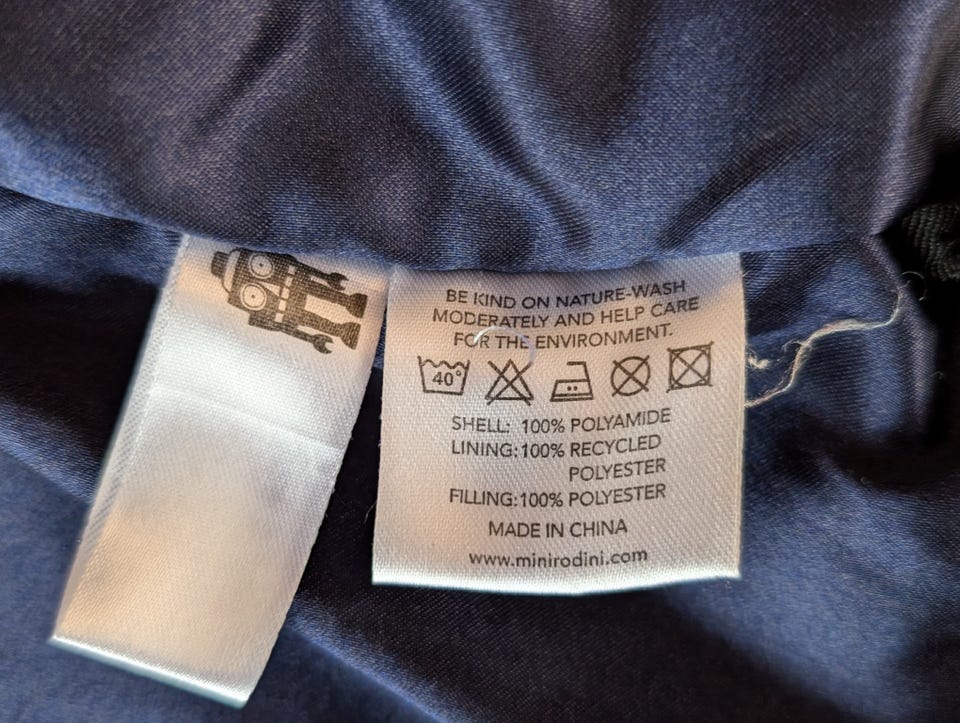 BE KIND ON NATURE-WASH
MODERATELY AND HELP CARE
FOR THE ENVIRONMENT.
40°
SHELL: 100% POLYAMIDE
LINING:100% RECYCLED
POLYESTER
FILLING:100% POLYESTER
MADE IN CHINA
www.minirodini.com